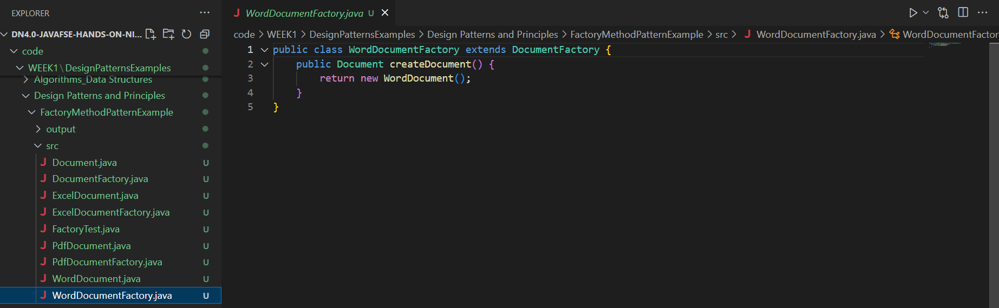 EXPLORER
DN4.0-JAVAFSE-HANDS-ON-NI...
code
WEEK1\DesignPatternsExamples
Algorithms_Data Structures
Design Patterns and Principles
FactoryMethodPatternExample
output
src
J Document.java U
J DocumentFactory.java U
J ExcelDocument.java U
J ExcelDocumentFactory.java U
J FactoryTest.java U
J PdfDocument.java U
J PdfDocumentFactory.java U
J WordDocument.java U
J WordDocumentFactory.java U
J WordDocumentFactory.java U
code > WEEK1 > DesignPatternsExamples > Design Patterns and Principles > FactoryMethodPatternExample > src > J WordDocumentFactory.java > WordDocumentFactor
1 public class WordDocumentFactory extends DocumentFactory {
2 public Document createDocument() {
3 return new WordDocument();
4 }
5 }